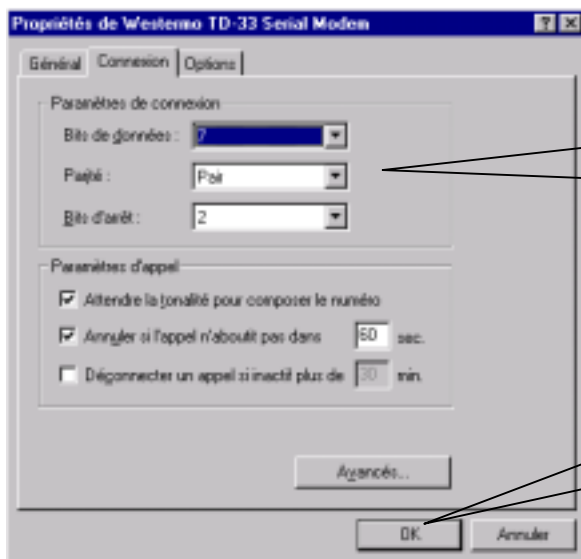 Propriétés de Westermo TD-33 Serial Modem
Général Connexion Options
Paramètres de connexion
Bits de données : 7
Parité : Pair
Bits d'arrêt : 2
Paramètres d'appel
Attendre la tonalité pour composer le numéro
Annuler si l'appel n'aboutit pas dans 60 sec.
Déconnecter un appel si inactif plus de 30 min.
Avancés...
OK Annuler